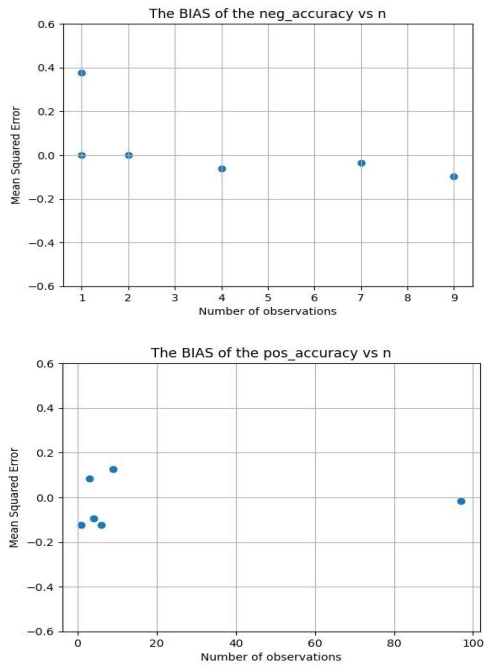 The BIAS of the neg_accuracy vs n
0.6
0.4
0.2
0.0
−0.2
−0.4
−0.6
Mean Squared Error
1 2 3 4 5 6 7 8 9
Number of observations
The BIAS of the pos_accuracy vs n
0.6
0.4
0.2
0.0
−0.2
−0.4
−0.6
Mean Squared Error
0 20 40 60 80 100
Number of observations